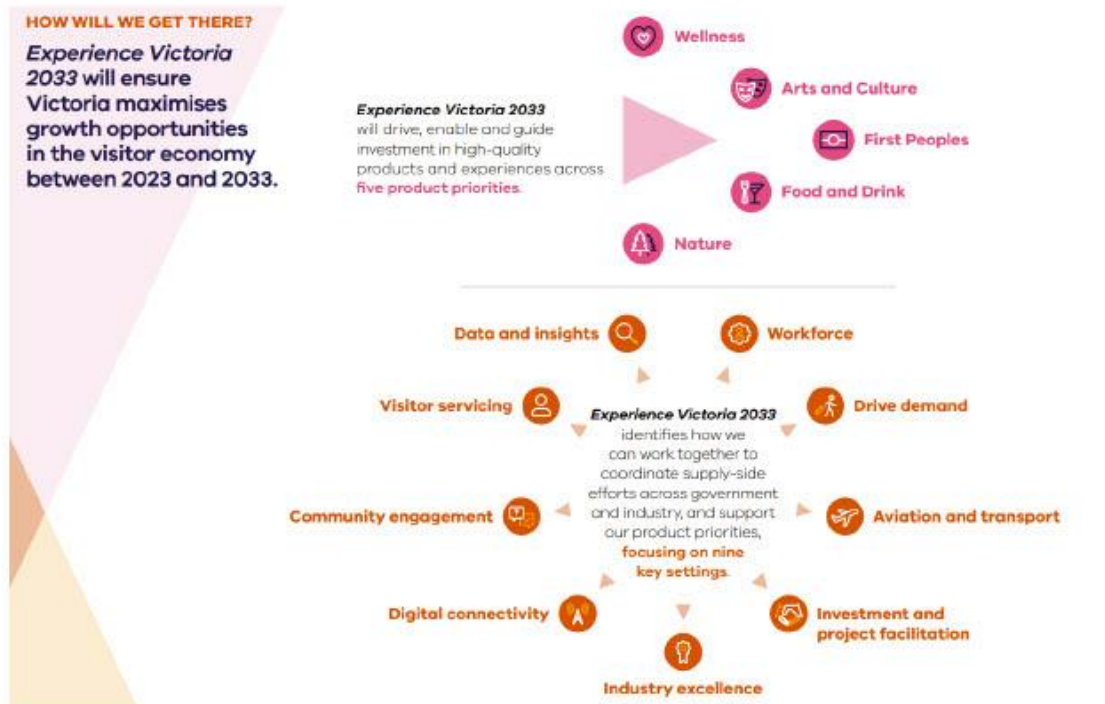 HOW WILL WE GET THERE?
Experience Victoria
2033 will ensure
Victoria maximises
growth opportunities
in the visitor economy
between 2023 and 2033.
Experience Victoria 2033
will drive, enable and guide
investment in high-quality
products and experiences across
five product priorities.
Wellness
Arts and Culture
First Peoples
Food and Drink
Nature
Data and insights
Workforce
Visitor servicing
Drive demand
Experience Victoria 2033
identifies how we
can work together to
coordinate supply-side
efforts across government
and industry, and support
our product priorities,
focusing on nine
key settings.
Community engagement
Aviation and transport
Digital connectivity
Investment and
project facilitation
Industry excellence